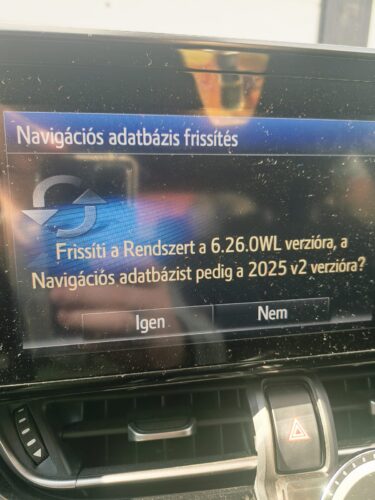 Navigációs adatbázis frissítés
Frissíti a Rendszert a 6.26.0WL verzióra, a
Navigációs adatbázist pedig a 2025 v2 verzióra?
Igen
Nem